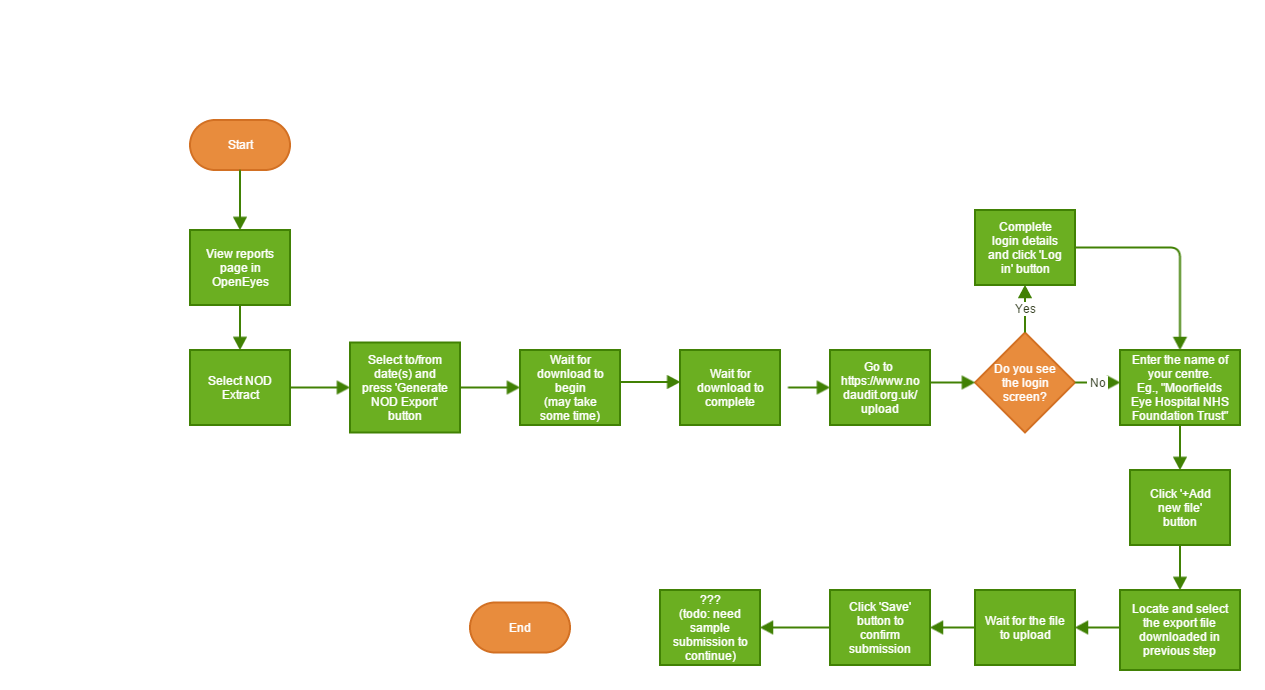 Start
View reports
page in
OpenEyes
Select NOD
Extract
Select to/from
date(s) and
press 'Generate
NOD Export'
button
Wait for
download to
begin
(may take
some time)
Wait for
download to
complete
Go to
https://www.no
daudit.org.uk/
upload
Do you see
the login
screen?
Yes
Complete
login details
and click 'Log
in' button
No
Enter the name of
your centre.
Eg., "Moorfields
Eye Hospital NHS
Foundation Trust"
Click '+Add
new file'
button
Locate and select
the export file
downloaded in
previous step
Wait for the file
to upload
Click 'Save'
button to
confirm
submission
???
(todo: need
sample
submission to
continue)
End